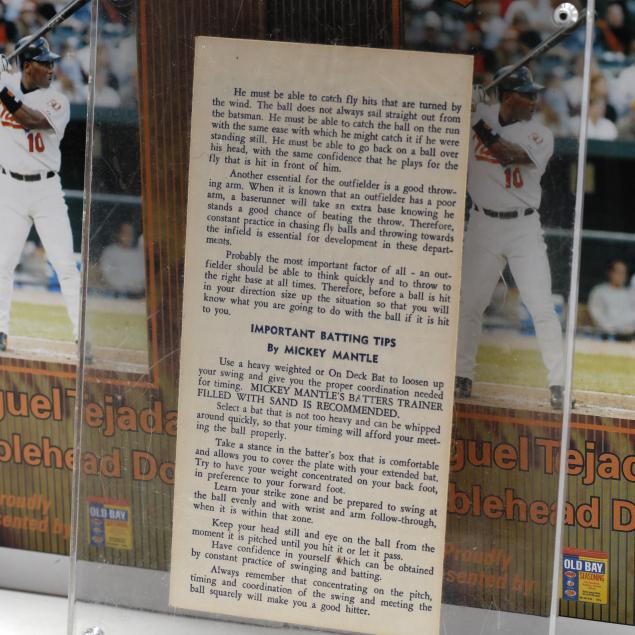 He must be able to catch fly hits that are turned by
the wind. The ball does not always sail straight out from
the batsman. He must be able to catch the ball on the run
with the same ease with which he might catch it if he were
standing still. He must be able to go back on a ball over
his head, with the same confidence that he plays for the
fly that is hit in front of him.
Another essential for the outfielder is a good throw-
ing arm. When it is known that an outfielder has a poor
arm, a baserunner will take an extra base knowing he
stands a good chance of beating the throw. Therefore,
constant practice in chasing fly balls and throwing towards
the infield is essential for development in these depart-
ments.
Probably the most important factor of all - an out-
fielder should be able to think quickly and to throw to
the right base at all times. Therefore, before a ball is hit
in your direction size up the situation so that you will
know what you are going to do with the ball if it is hit
to you.
IMPORTANT BATTING TIPS
By MICKEY MANTLE
Use a heavy weighted or On Deck Bat to loosen up
your swing and give you the proper coordination needed
for timing. MICKEY MANTLE'S BATTERS TRAINER
FILLED WITH SAND IS RECOMMENDED.
Select a bat that is not too heavy and can be whipped
around quickly, so that your timing will afford your meet-
ing the ball properly.
Take a stance in the batter's box that is comfortable
and allows you to cover the plate with your extended bat.
Try to have your weight concentrated on your back foot,
in preference to your forward foot.
Learn your strike zone and be prepared to swing at
the ball evenly and with wrist and arm follow-through,
when it is within that zone.
Keep your head still and eye on the ball from the
moment it is pitched until you hit it or let it pass.
Have confidence in yourself which can be obtained
by constant practice of swinging and batting.
Always remember that concentrating on the pitch,
timing and coordination of the swing and meeting the
ball squarely will make you a good hitter.
10
10
guel Tejada
blehead Do
proudly
sented by
OLD BAY
guel Tejad
blehead D
Proudly
sented by
OLD BAY
SEASONING